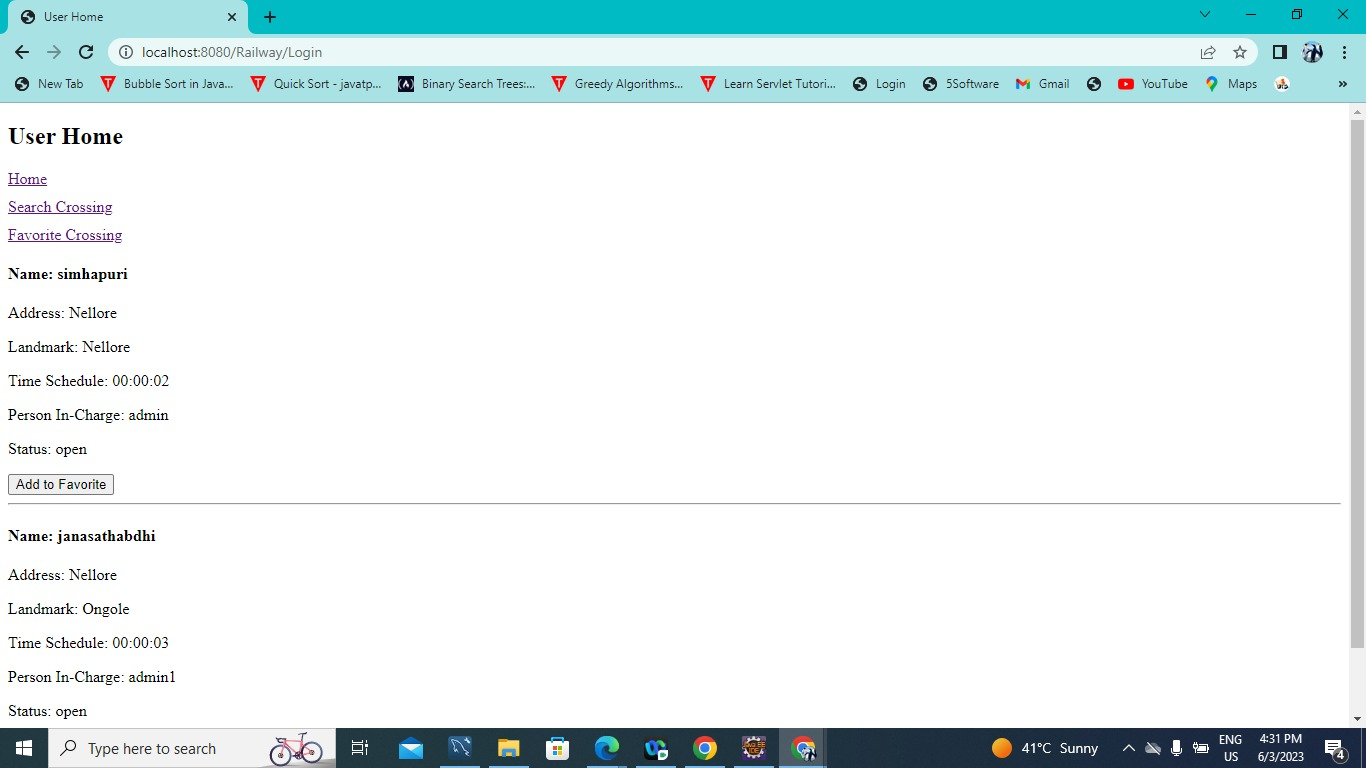 User Home
localhost:8080/Railway/Login
New Tab Bubble Sort in Java... Quick Sort - javatp... Binary Search Trees:... Greedy Algorithms... Learn Servlet Tutori... Login 5Software Gmail YouTube Maps »
User Home
Home
Search Crossing
Favorite Crossing
Name: simhapuri
Address: Nellore
Landmark: Nellore
Time Schedule: 00:00:02
Person In-Charge: admin
Status: open
Add to Favorite
Name: janasathabdhi
Address: Nellore
Landmark: Ongole
Time Schedule: 00:00:03
Person In-Charge: admin1
Status: open
Type here to search 41°C Sunny ENG 4:31 PM
US 6/3/2023 4